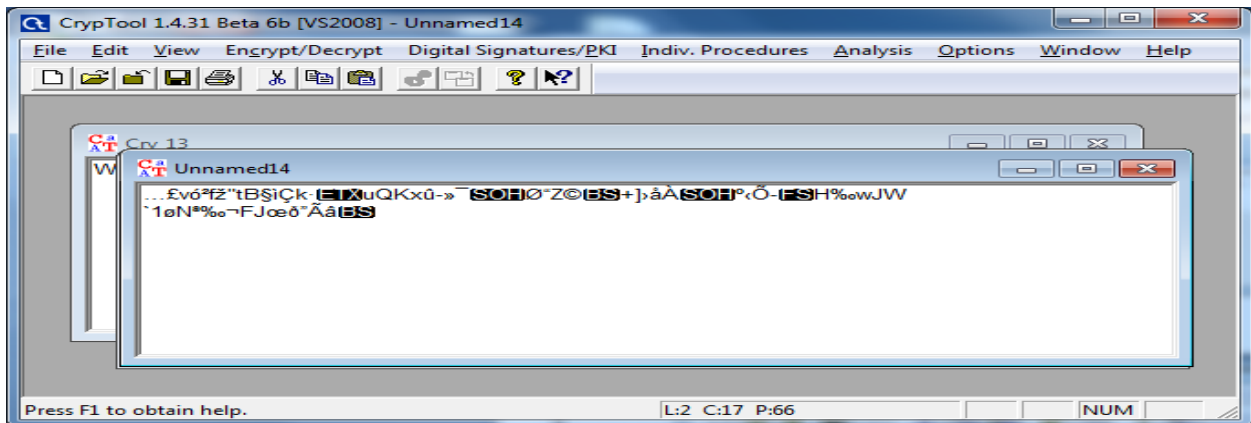 CrypTool 1.4.31 Beta 6b [VS2008] - Unnamed14
File Edit View Encrypt/Decrypt Digital Signatures/PKI Indiv. Procedures Analysis Options Window Help
Cry 13
W
Unnamed14
…£vó²fž"tB§ìÇk-ETXuQKxû-»¯SOHØ“Z©BS+]›åÀSOHº‹Õ-FSH‰wJW
`1øNª‰¬FJœð”ÃâBS
Press F1 to obtain help. L:2 C:17 P:66 NUM